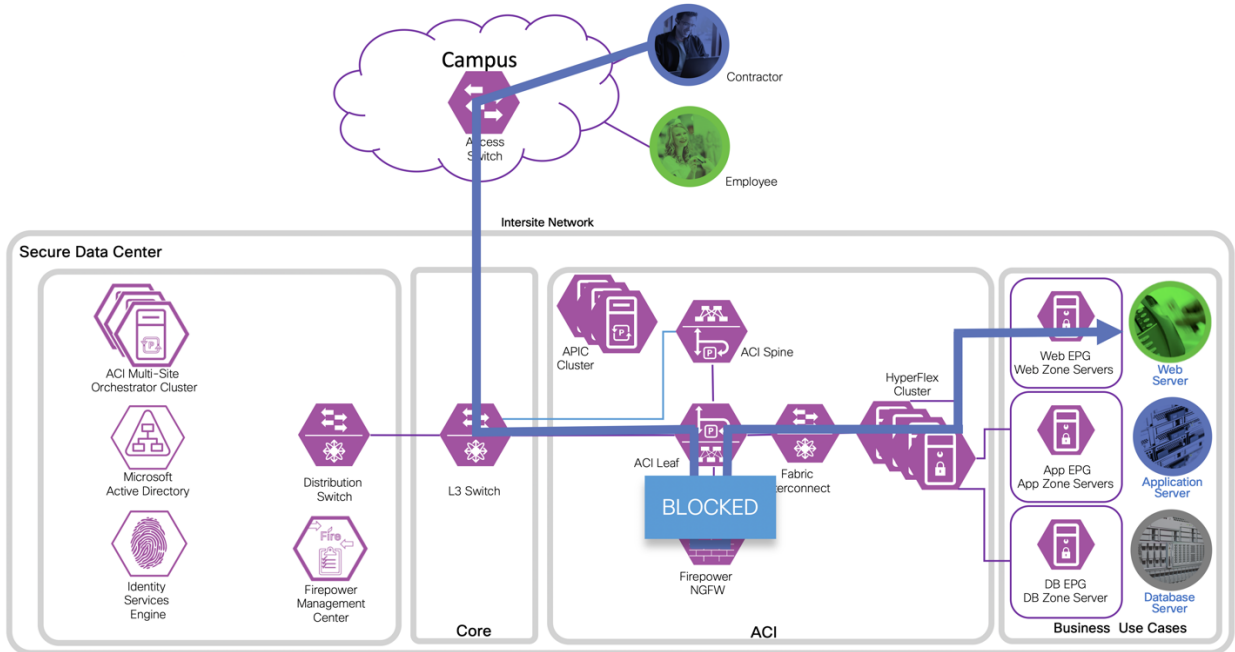 Campus
Access
Switch
Contractor
Employee
Intersite Network
Secure Data Center
ACI Multi-Site
Orchestrator Cluster
Microsoft
Active Directory
Identity
Services
Engine
Distribution
Switch
Fire
Firepower
Management
Center
L3 Switch
Core
APIC
Cluster
P
P
ACI Spine
P
ACI Leaf
BLOCKED
Firepower
NGFW
Fabric
terconnect
HyperFlex
Cluster
ACI
Web EPG
Web Zone Servers
Web
Server
App EPG
App Zone Servers
Application
Server
DB EPG
DB Zone Server
Database
Server
Business Use Cases